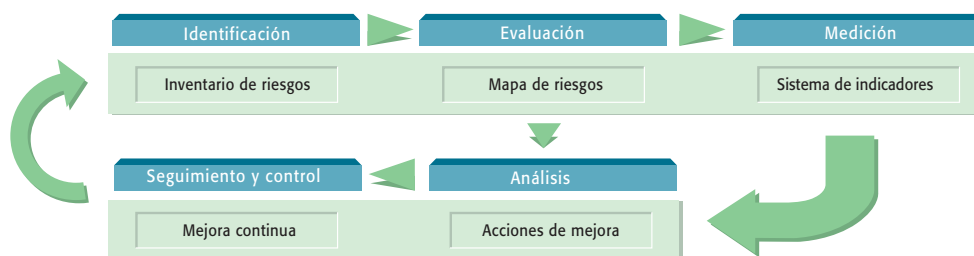 Identificación
Evaluación
Medición
Inventario de riesgos
Mapa de riesgos
Sistema de indicadores
Seguimiento y control
Análisis
Mejora continua
Acciones de mejora